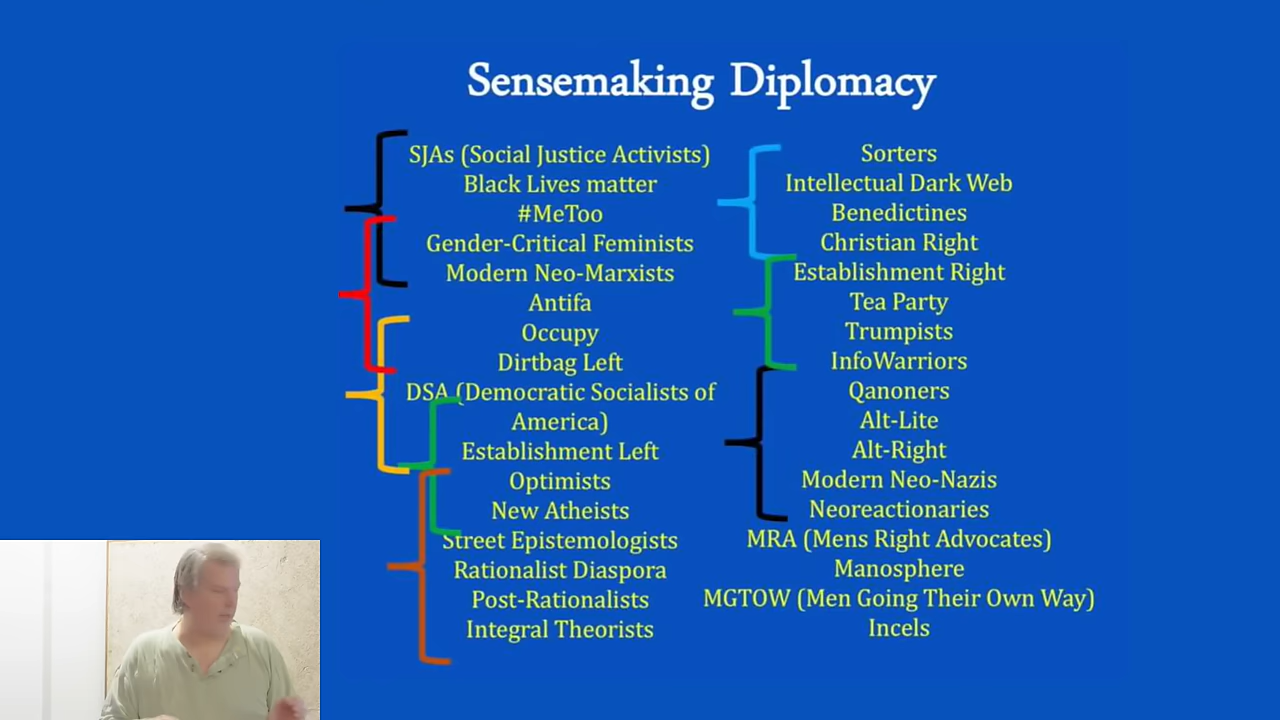 Sensemaking Diplomacy
SJAs (Social Justice Activists)
Black Lives matter
#MeToo
Gender-Critical Feminists
Modern Neo-Marxists
Antifa
Occupy
Dirtbag Left
DSA (Democratic Socialists of
America)
Establishment Left
Optimists
New Atheists
Street Epistemologists
Rationalist Diaspora
Post-Rationalists
Integral Theorists
Sorters
Intellectual Dark Web
Benedictines
Christian Right
Establishment Right
Tea Party
Trumpists
InfoWarriors
Qanoners
Alt-Lite
Alt-Right
Modern Neo-Nazis
Neoreactionaries
MRA (Mens Right Advocates)
Manosphere
MGTOW (Men Going Their Own Way)
Incels